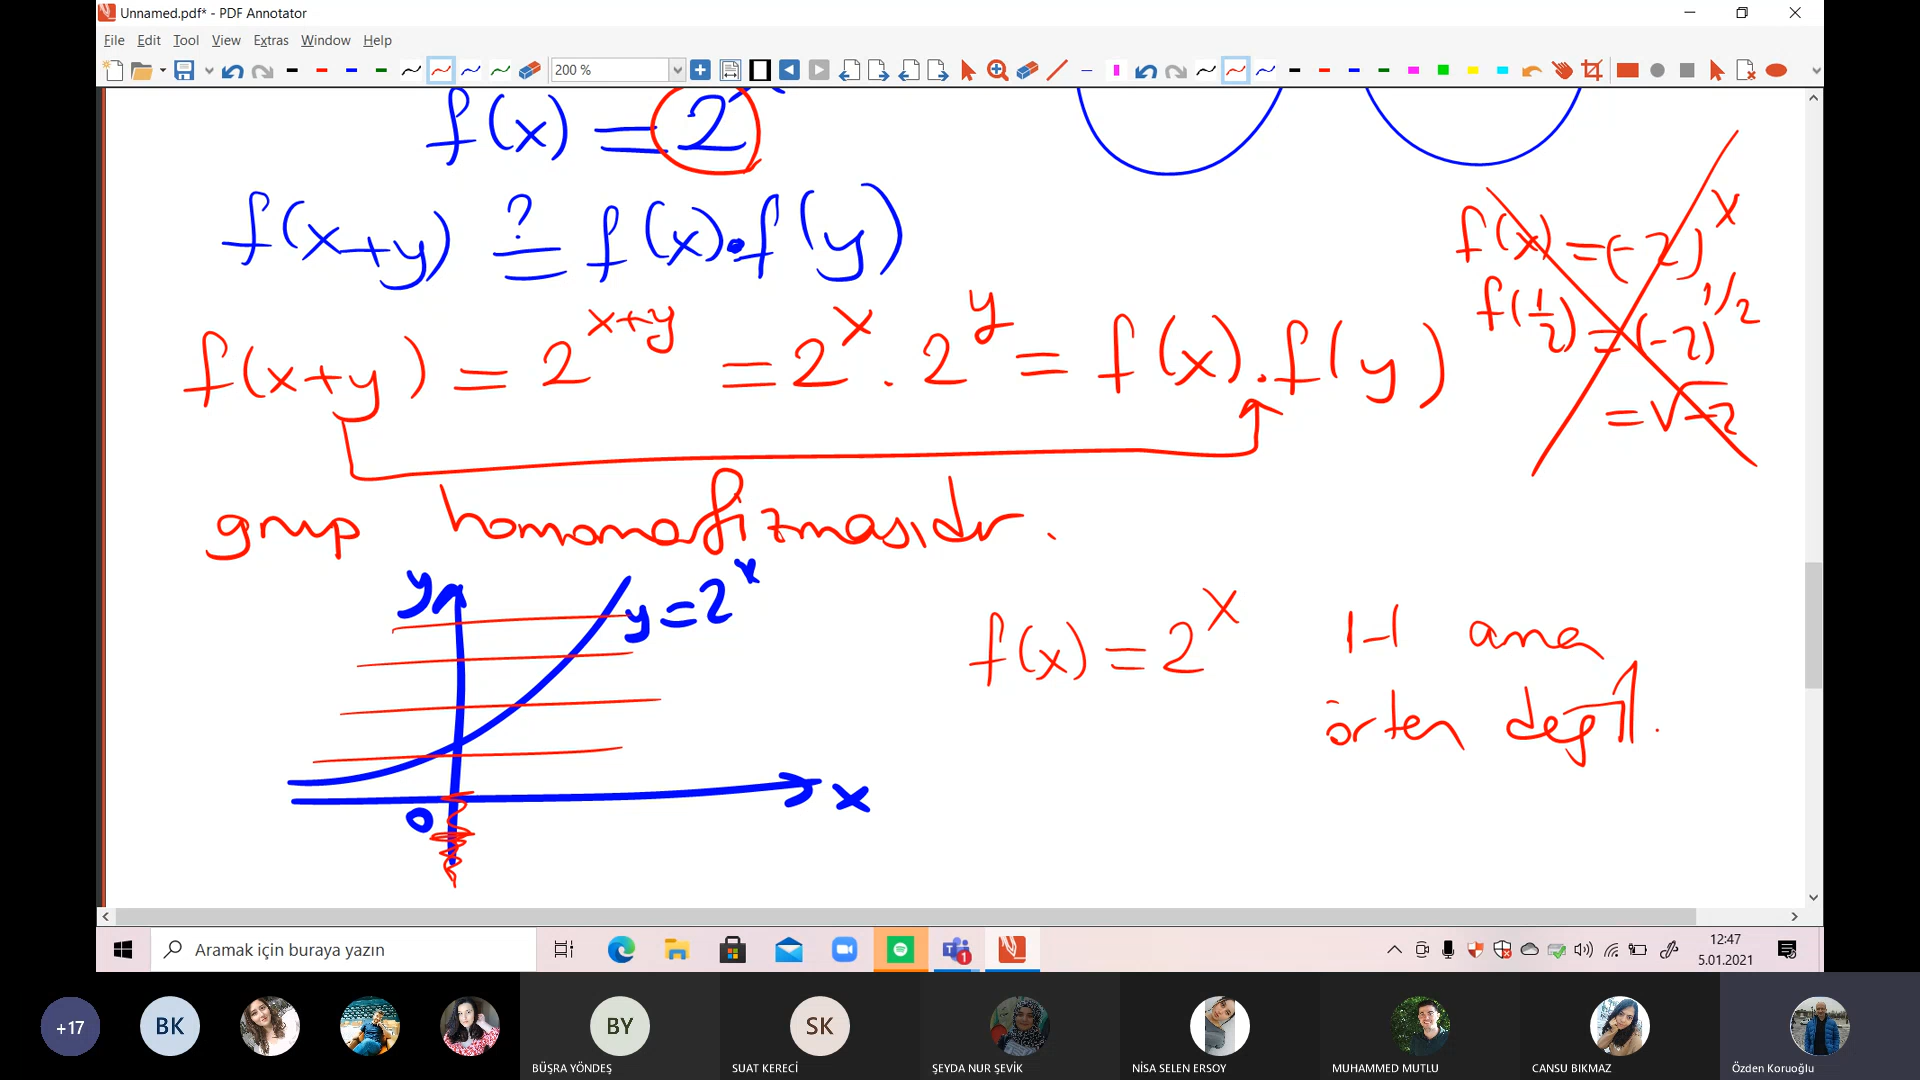 Unnamed.pdf* - PDF Annotator
File Edit Tool View Extras Window Help
200 %
f(x) = 2^x
f(x+y) ?= f(x).f(y)
f(x) = (-2)^x
f(1/2) = (-2)^1/2
= √-2
f(x+y) = 2^x+y = 2^x . 2^y = f(x).f(y)
grup homomorfizmasıdır.
y
y=2^x
x
0
f(x) = 2^x 1-1 ama
örten değil.
Aramak için buraya yazın
1
12:47
5.01.2021
+17
BK
BY
BÜŞRA YÖNDEŞ
SK
SUAT KERECİ
ŞEYDA NUR ŞEVİK
NİSA SELEN ERSOY
MUHAMMED MUTLU
CANSU BIKMAZ
Özden Koruoğlu